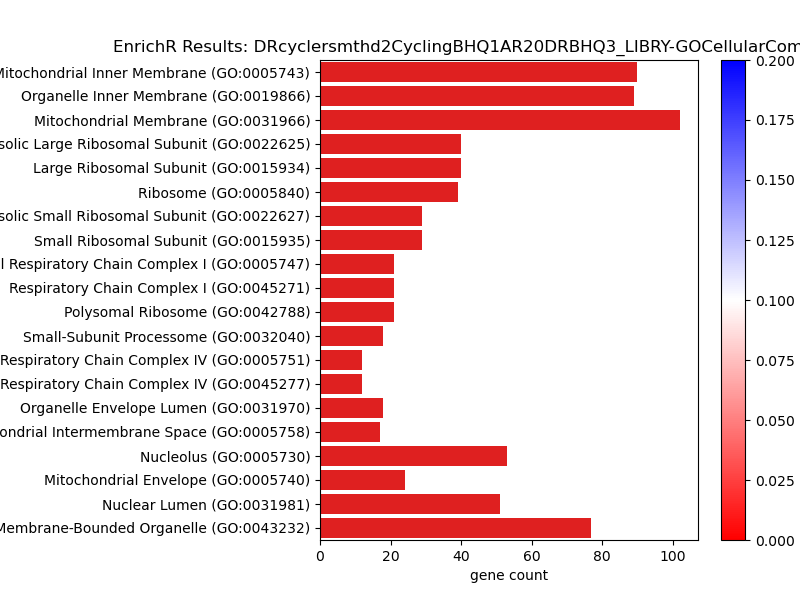 EnrichR Results: DRcyclersmthd2CyclingBHQ1AR20DRBHQ3_LIBRY-GOCellularCom
Mitochondrial Inner Membrane (GO:0005743)
Organelle Inner Membrane (GO:0019866)
Mitochondrial Membrane (GO:0031966)
solic Large Ribosomal Subunit (GO:0022625)
Large Ribosomal Subunit (GO:0015934)
Ribosome (GO:0005840)
solic Small Ribosomal Subunit (GO:0022627)
Small Ribosomal Subunit (GO:0015935)
l Respiratory Chain Complex I (GO:0005747)
Respiratory Chain Complex I (GO:0045271)
Polysomal Ribosome (GO:0042788)
Small-Subunit Processome (GO:0032040)
Respiratory Chain Complex IV (GO:0005751)
Respiratory Chain Complex IV (GO:0045277)
Organelle Envelope Lumen (GO:0031970)
ondrial Intermembrane Space (GO:0005758)
Nucleolus (GO:0005730)
Mitochondrial Envelope (GO:0005740)
Nuclear Lumen (GO:0031981)
Membrane-Bounded Organelle (GO:0043232)
0 20 40 60 80 100
gene count
0.200
0.175
0.150
0.125
0.100
0.075
0.050
0.025
0.000